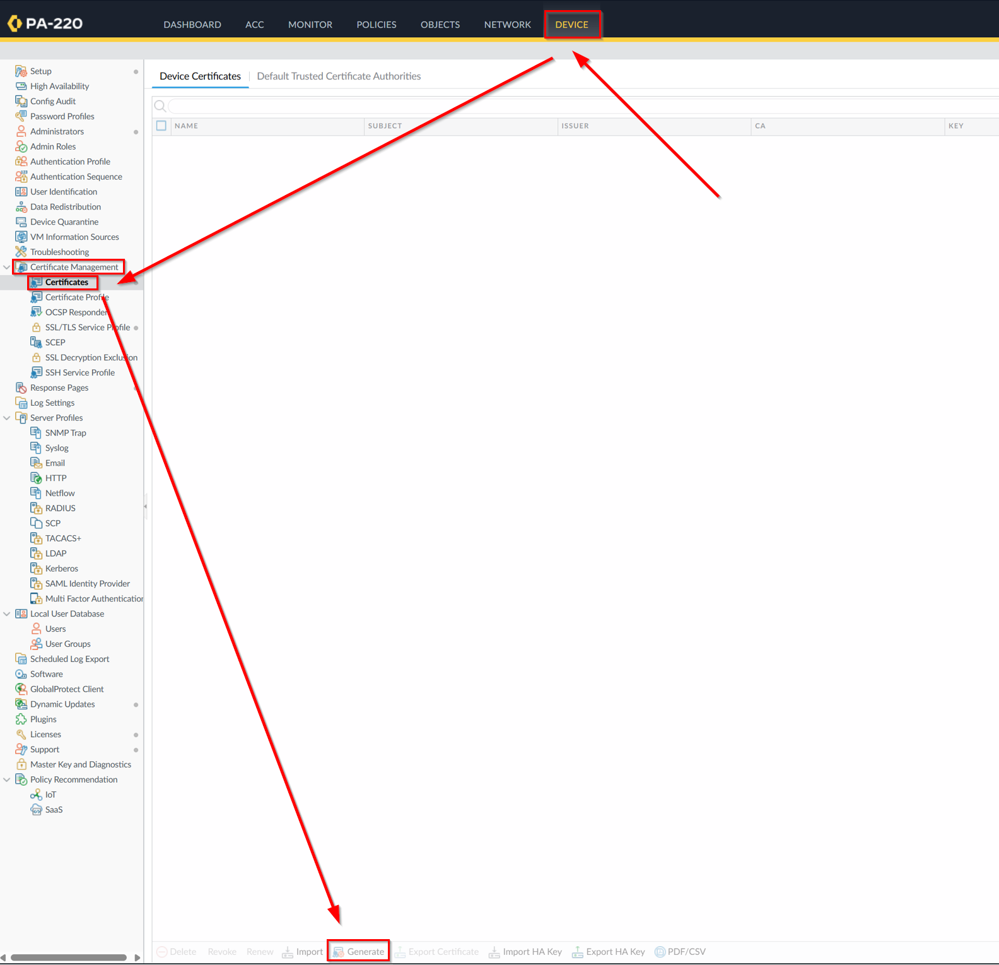 PA-220
DASHBOARD ACC MONITOR POLICIES OBJECTS NETWORK DEVICE
Setup
High Availability
Config Audit
Password Profiles
Administrators
Admin Roles
Authentication Profile
Authentication Sequence
User Identification
Data Redistribution
Device Quarantine
VM Information Sources
Troubleshooting
Certificate Management
Certificates
Certificate Profile
OCSP Responder
SSL/TLS Service Profile
SCEP
SSL Decryption Exclusion
SSH Service Profile
Response Pages
Log Settings
Server Profiles
SNMP Trap
Syslog
Email
HTTP
Netflow
RADIUS
SCP
TACACS+
LDAP
Kerberos
SAML Identity Provider
Multi Factor Authentication
Local User Database
Users
User Groups
Scheduled Log Export
Software
GlobalProtect Client
Dynamic Updates
Plugins
Licenses
Support
Master Key and Diagnostics
Policy Recommendation
IoT
SaaS
Device Certificates Default Trusted Certificate Authorities
NAME SUBJECT ISSUER CA KEY
Delete Revoke Renew Import Generate Export Certificate Import HA Key Export HA Key PDF/CSV